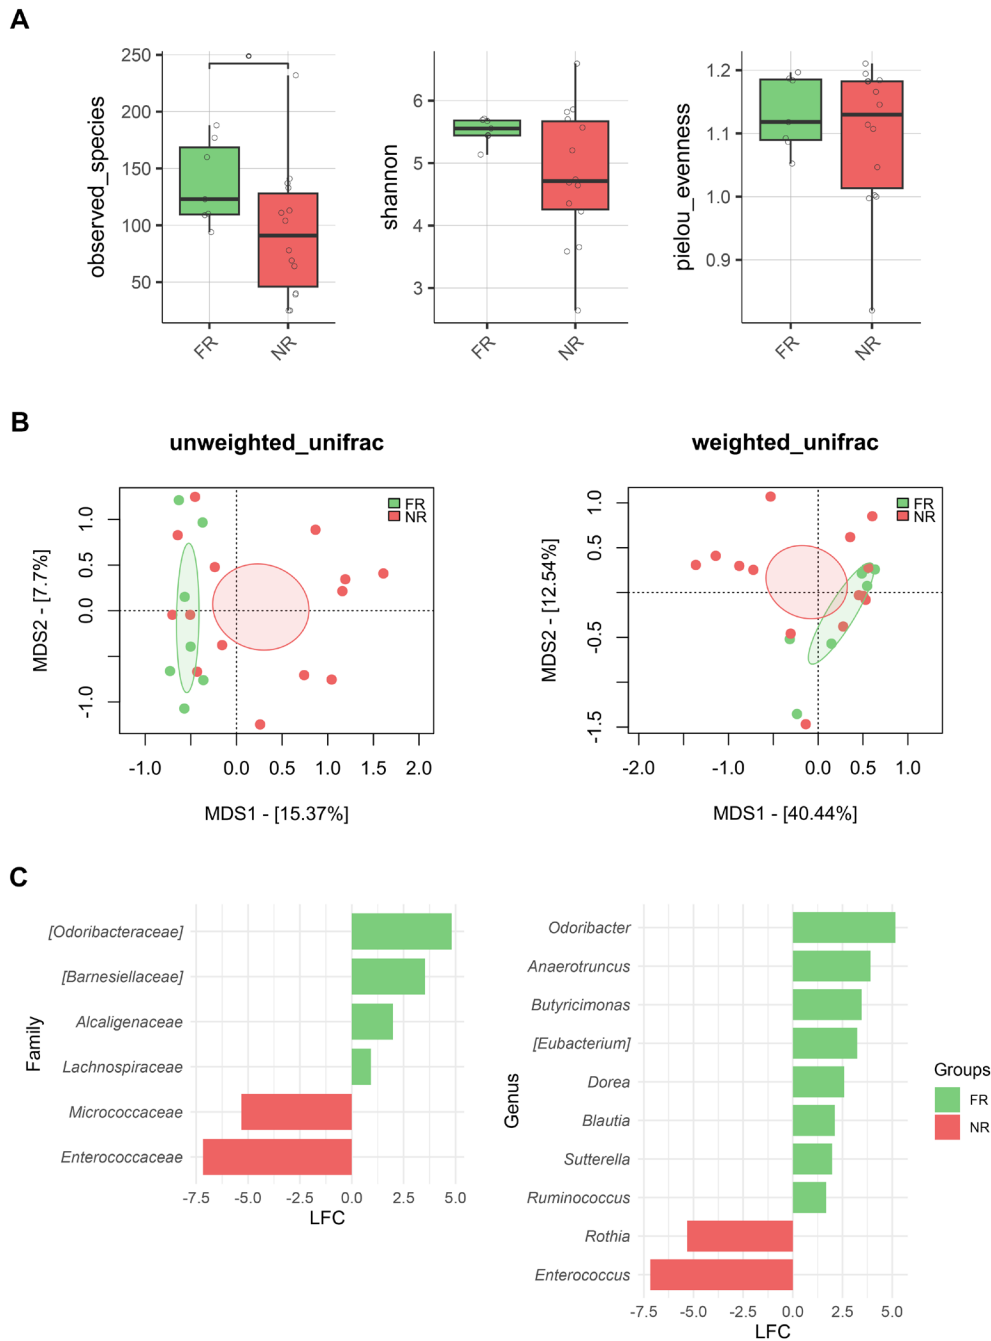 A
observed_species
250
200
150
100
50
FR
NR
shannon
6
5
4
3
FR
NR
pielou_evenness
1.2
1.1
1.0
0.9
FR
NR
B
unweighted_unifrac
MDS2 - [7.7%]
1.0
0.5
0.0
-1.0
FR
NR
-1.0
0.0
0.5
1.0
1.5
2.0
MDS1 - [15.37%]
weighted_unifrac
MDS2 - [12.54%]
1.0
0.5
-0.5
-1.5
FR
NR
-2.0
-1.0
0.0
0.5
1.0
MDS1 - [40.44%]
C
Family
[Odoribacteraceae]
[Barnesiellaceae]
Alcaligenaceae
Lachnospiraceae
Micrococcaceae
Enterococcaceae
-7.5
-5.0
-2.5
0.0
2.5
5.0
LFC
Genus
Odoribacter
Anaerotruncus
Butyricimonas
[Eubacterium]
Dorea
Blautia
Sutterella
Ruminococcus
Rothia
Enterococcus
-7.5
-5.0
-2.5
0.0
2.5
5.0
LFC
Groups
FR
NR